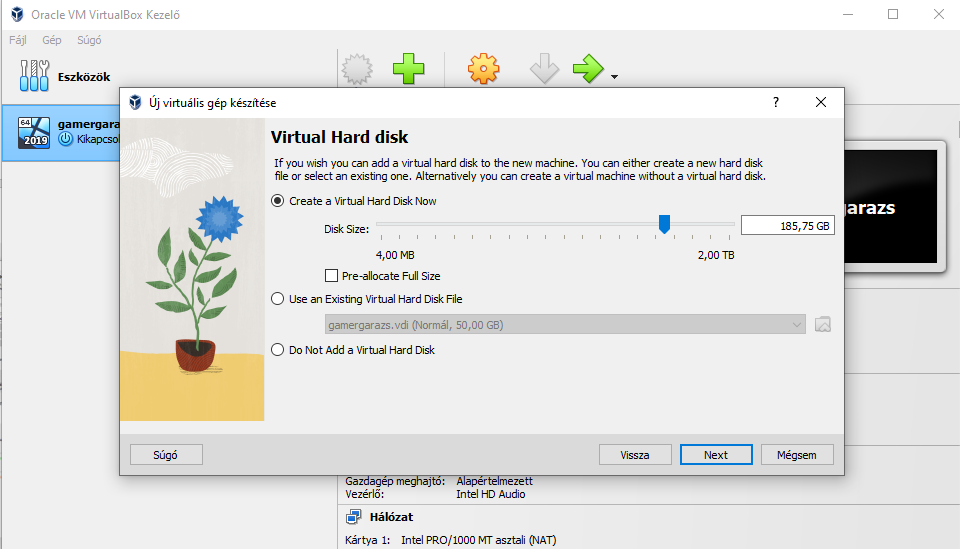 Oracle VM VirtualBox Kezelő
Fájl Gép Súgó
Eszközök
64
2019
gamergara
Kikapcsol
Új virtuális gép készítése
?
Virtual Hard disk
If you wish you can add a virtual hard disk to the new machine. You can either create a new hard disk
file or select an existing one. Alternatively you can create a virtual machine without a virtual hard disk.
Create a Virtual Hard Disk Now
Disk Size:
185,75 GB
4,00 MB 2,00 TB
Pre-allocate Full Size
Use an Existing Virtual Hard Disk File
gamergarazs.vdi (Normál, 50,00 GB)
Do Not Add a Virtual Hard Disk
Súgó Vissza Next Mégsem
arazs
Gazdagép meghajtó: Alapértelmezett
Vezérlő: Intel HD Audio
Hálózat
Kártya 1: Intel PRO/1000 MT asztali (NAT)